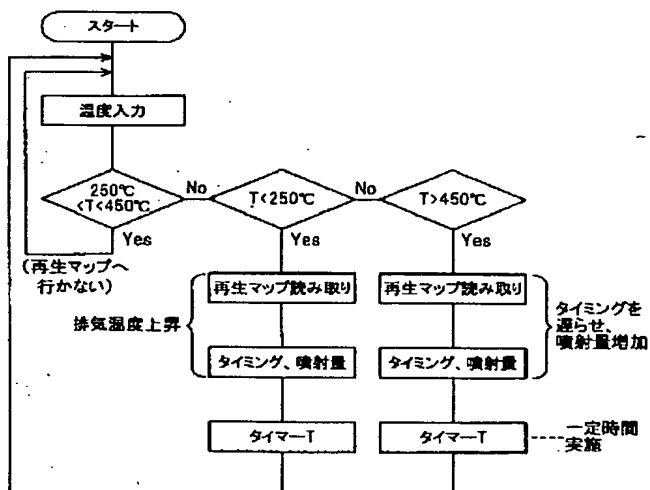 スタート
温度入力
250℃
<T<450℃
No
T<250℃
No
T>450℃
Yes
Yes
Yes
(再生マップへ
行かない)
再生マップ読み取り
再生マップ読み取り
排気温度上昇
タイミングを
遅らせ、
噴射量増加
タイミング、噴射量
タイミング、噴射量
タイマーT
タイマーT
一定時間
実施